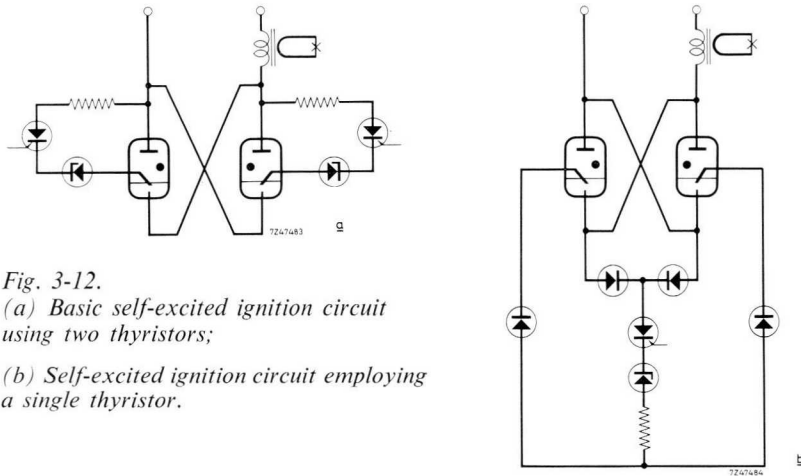 7Z47483
a
Fig. 3-12.
(a) Basic self-excited ignition circuit
using two thyristors;
(b) Self-excited ignition circuit employing
a single thyristor.
7Z47484
b